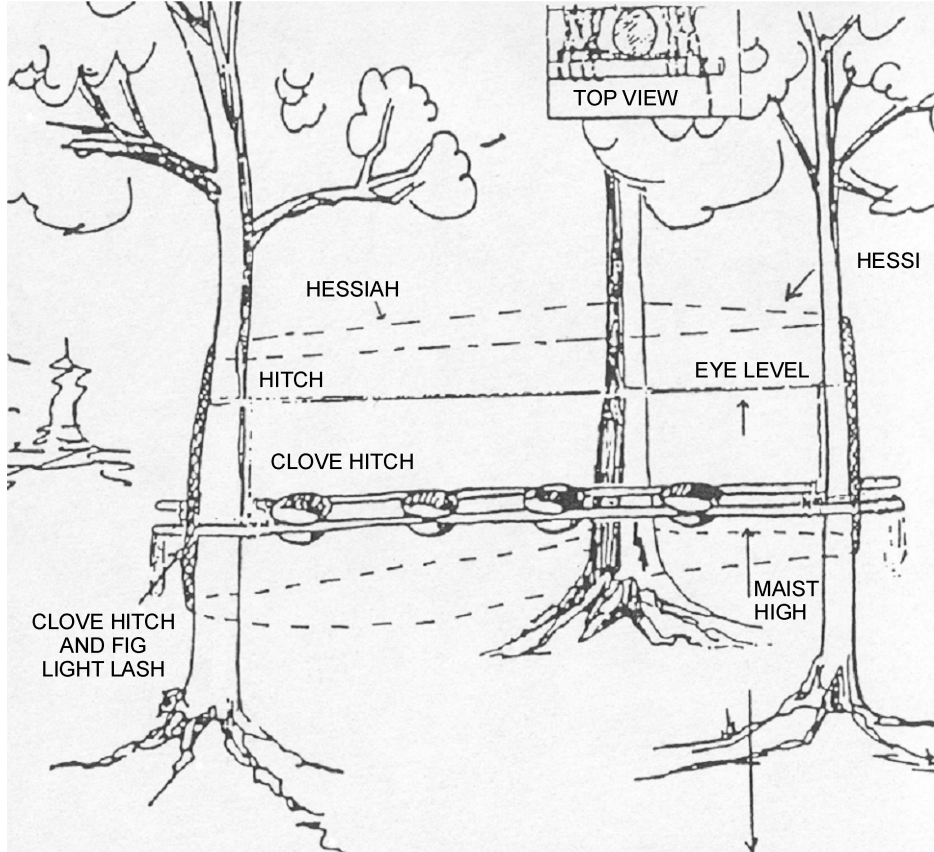 TOP VIEW
HESSI
HESSIAH
EYE LEVEL
HITCH
CLOVE HITCH
MAIST
HIGH
CLOVE HITCH
AND FIG
LIGHT LASH